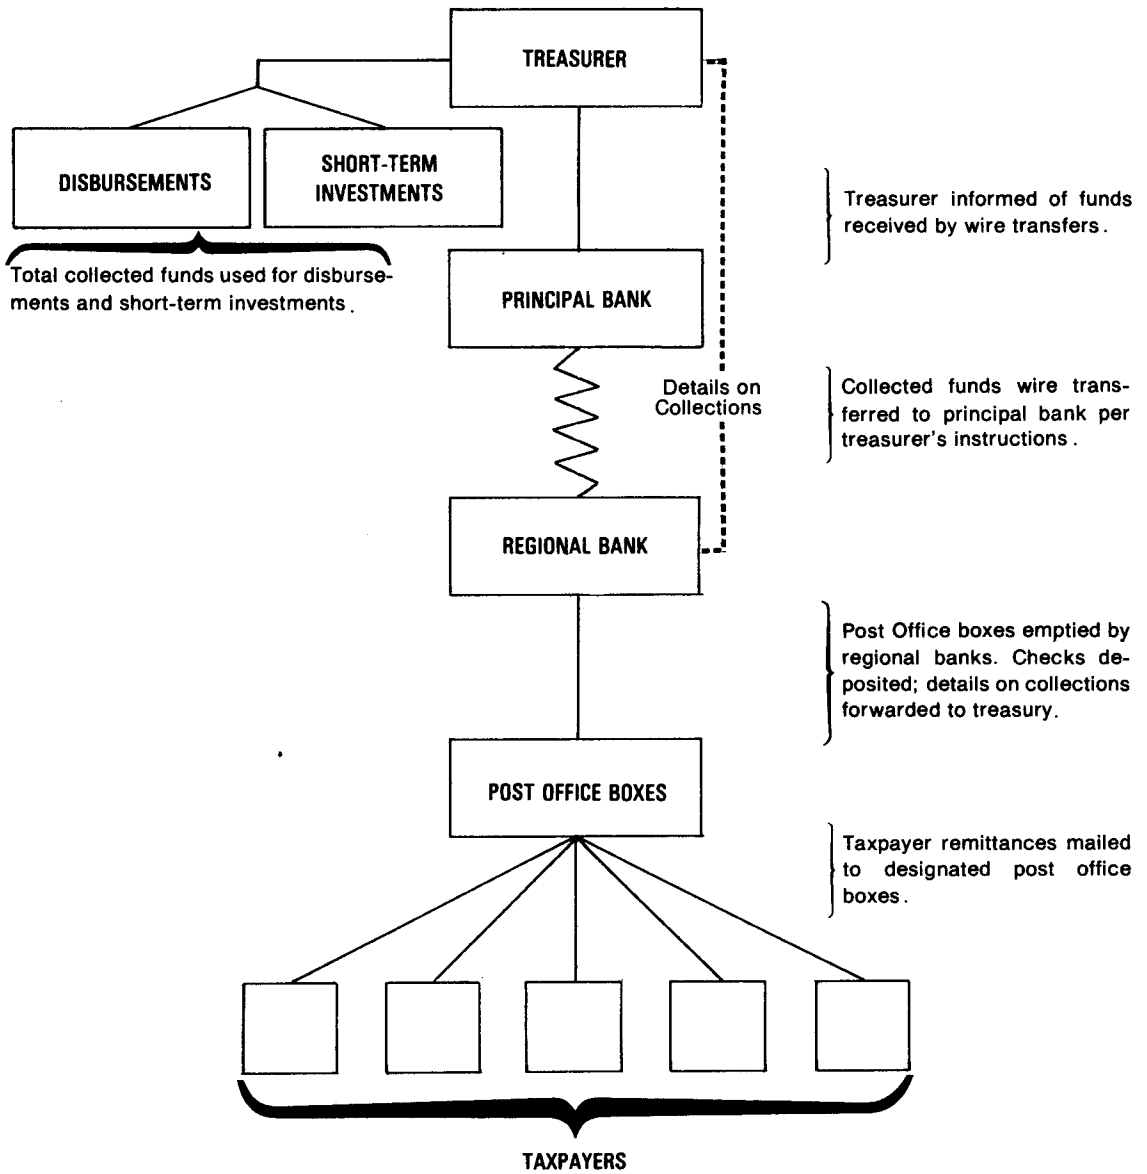 TREASURER
DISBURSEMENTS
SHORT-TERM
INVESTMENTS
Treasurer informed of funds
received by wire transfers.
Total collected funds used for disburse-
ments and short-term investments.
PRINCIPAL BANK
Details on
Collections
Collected funds wire trans-
ferred to principal bank per
treasurer's instructions.
REGIONAL BANK
Post Office boxes emptied by
regional banks. Checks de-
posited; details on collections
forwarded to treasury.
POST OFFICE BOXES
Taxpayer remittances mailed
to designated post office
boxes.
TAXPAYERS